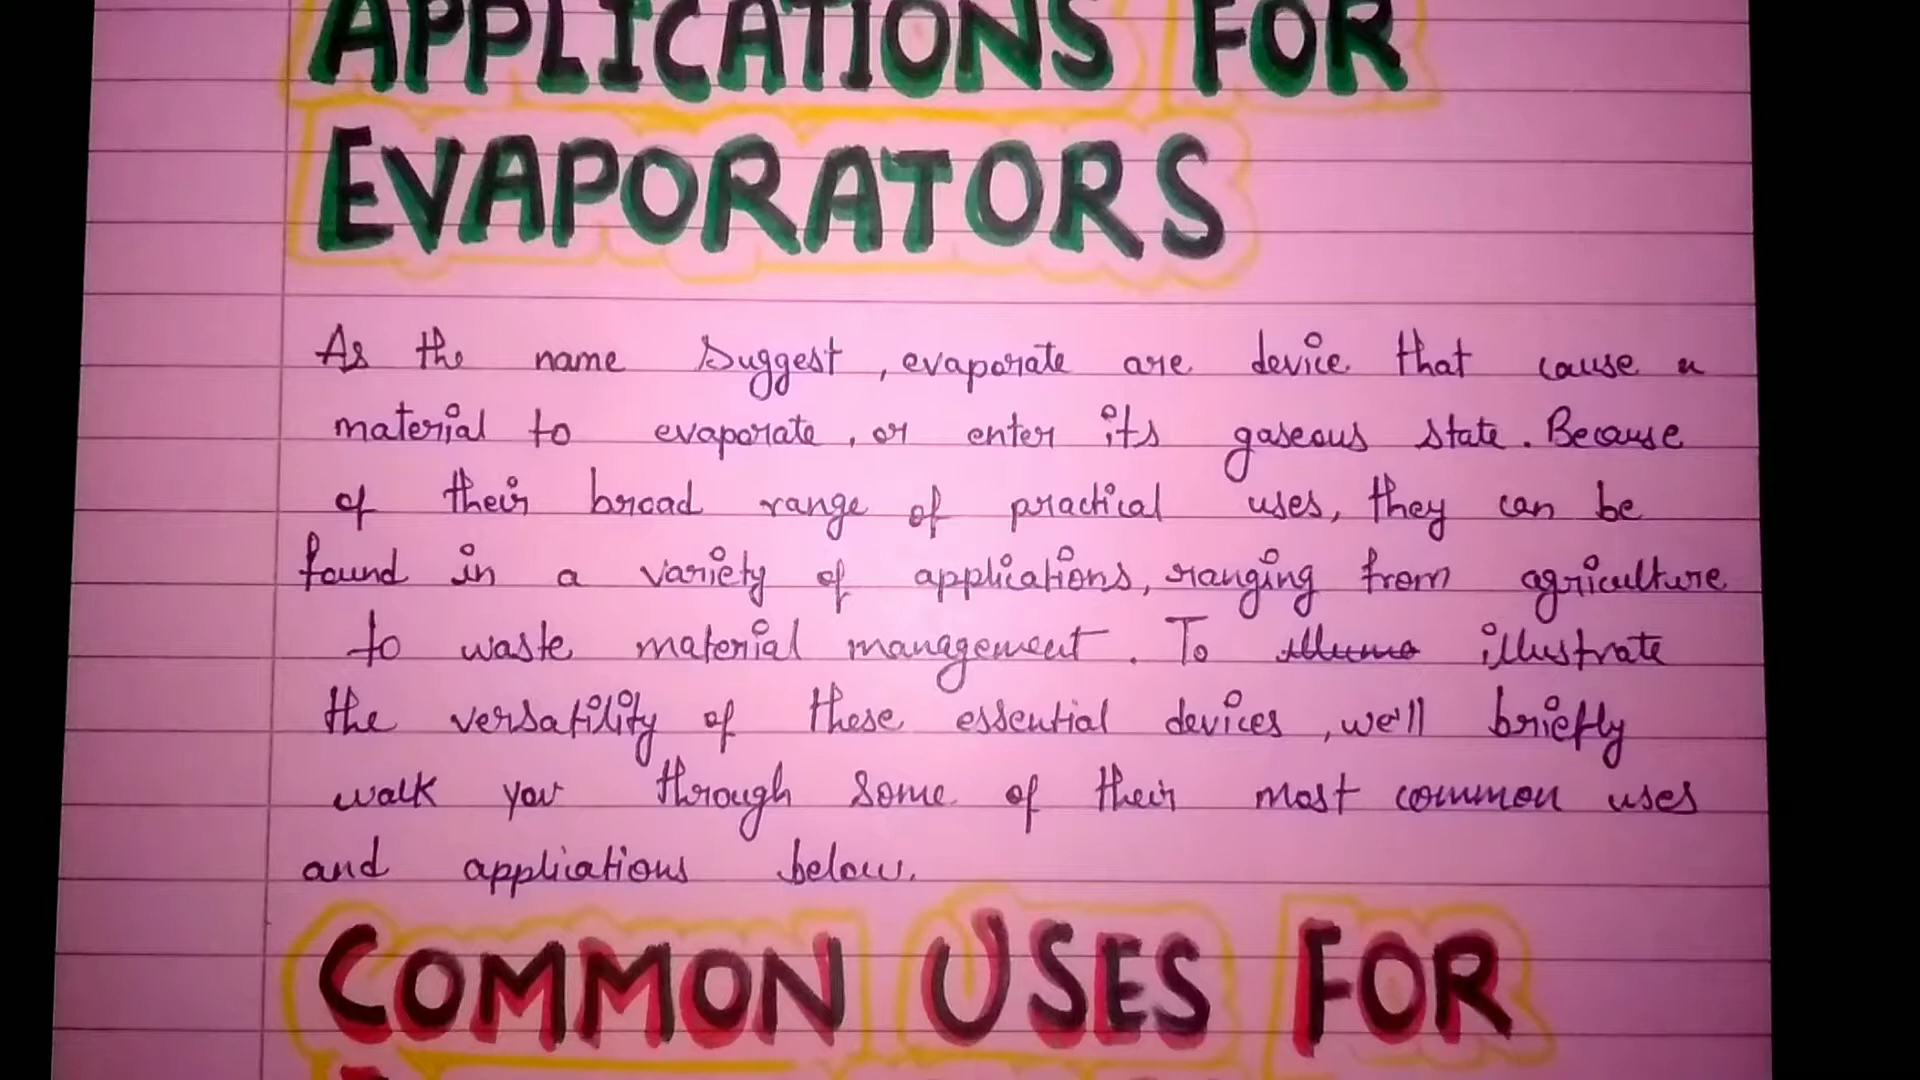 APPLICATIONS FOR
EVAPORATORS
As the name suggest, evaporate are device that cause a
material to evaporate, or enter its gaseous state. Because
of their broad range of practical uses, they can be
found in a variety of applications, ranging from agriculture
to waste material management. To illustrate
the versatility of these essential devices, we'll briefly
walk you through some of their most common uses
and applications below.
COMMON USES FOR